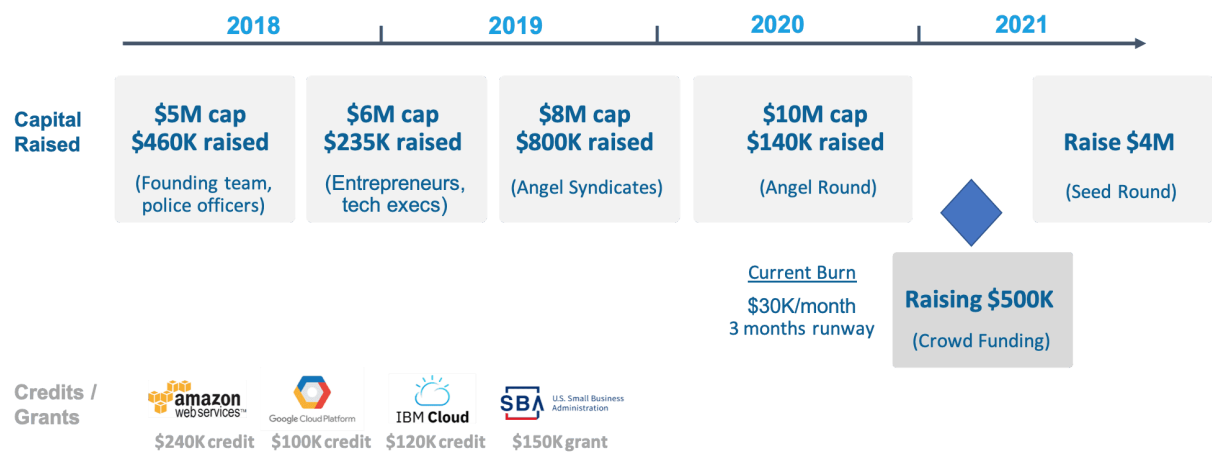 2018
2019
2020
2021
Capital
Raised
$5M cap
$460K raised
(Founding team,
police officers)
$6M cap
$235K raised
(Entrepreneurs,
tech execs)
$8M cap
$800K raised
(Angel Syndicates)
$10M cap
$140K raised
(Angel Round)
Raise $4M
(Seed Round)
Current Burn
$30K/month
3 months runway
Raising $500K
(Crowd Funding)
Credits /
Grants
amazon
webservices™
$240K credit
Google Cloud Platform
$100K credit
IBM Cloud
$120K credit
SBA
U.S. Small Business
Administration
$150K grant